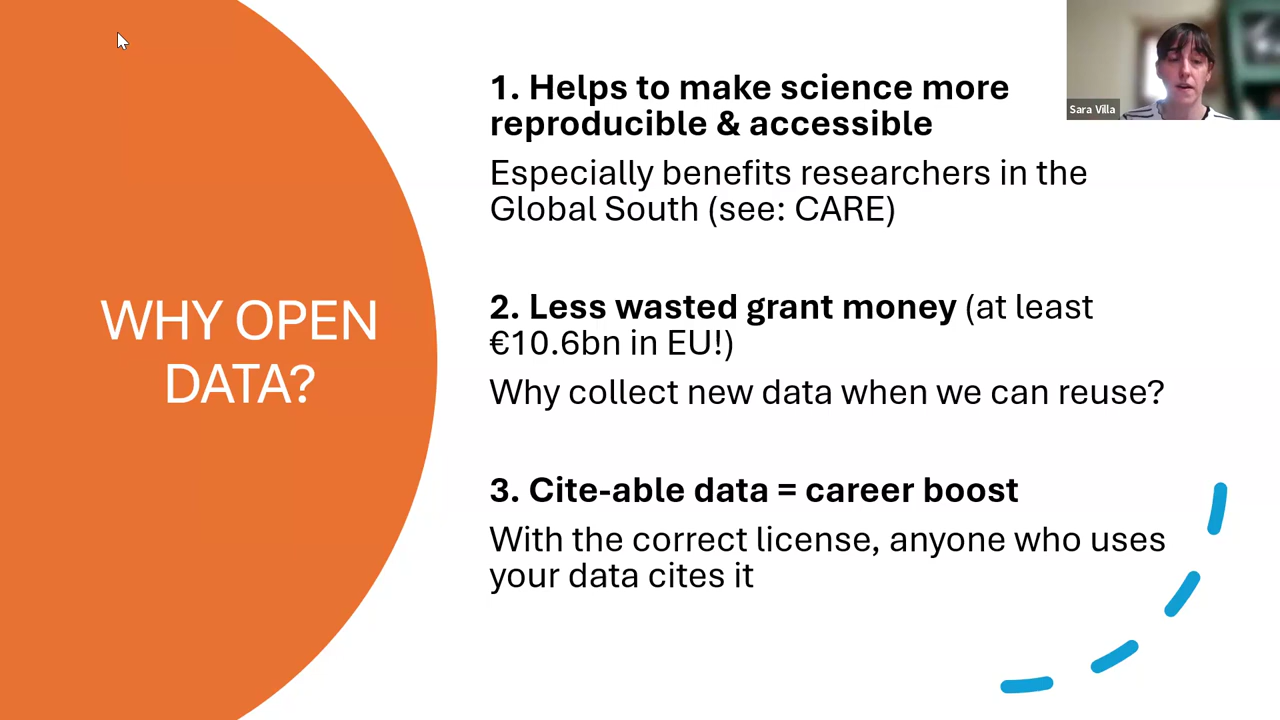 WHY OPEN
DATA?
1. Helps to make science more
reproducible & accessible
Especially benefits researchers in the
Global South (see: CARE)
2. Less wasted grant money (at least
€10.6bn in EU!)
Why collect new data when we can reuse?
3. Cite-able data = career boost
With the correct license, anyone who uses
your data cites it
Sara Villa